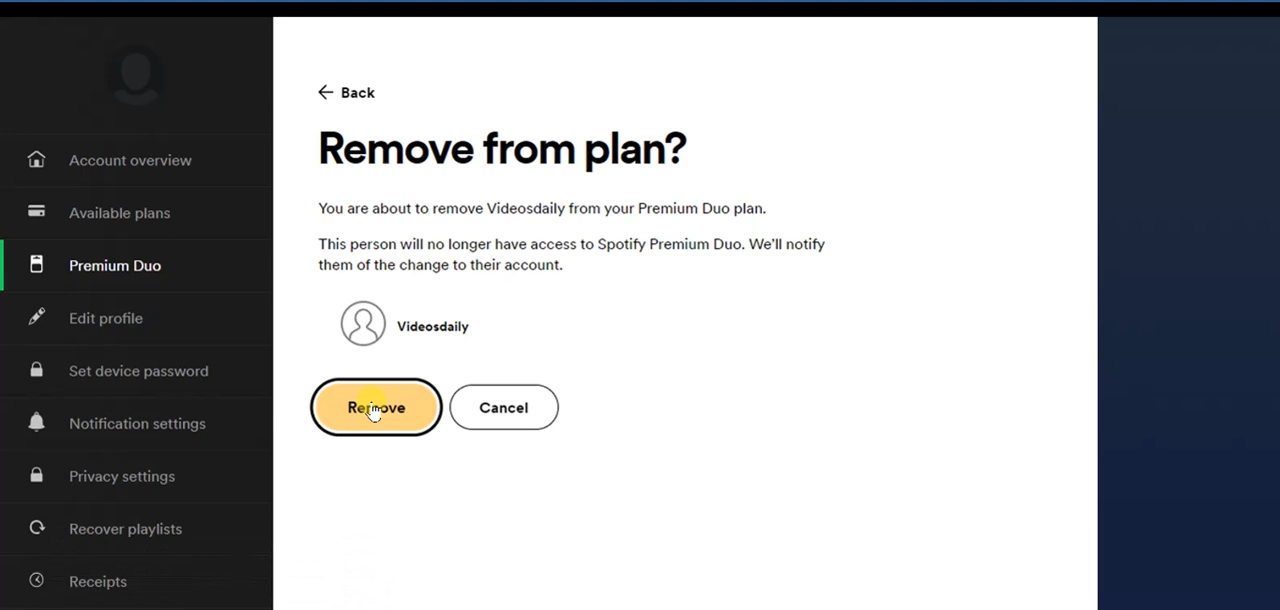 Account overview
Available plans
Premium Duo
Edit profile
Set device password
Notification settings
Privacy settings
Recover playlists
Receipts
Back
Remove from plan?
You are about to remove Videosdaily from your Premium Duo plan.
This person will no longer have access to Spotify Premium Duo. We'll notify
them of the change to their account.
Videosdaily
Remove
Cancel